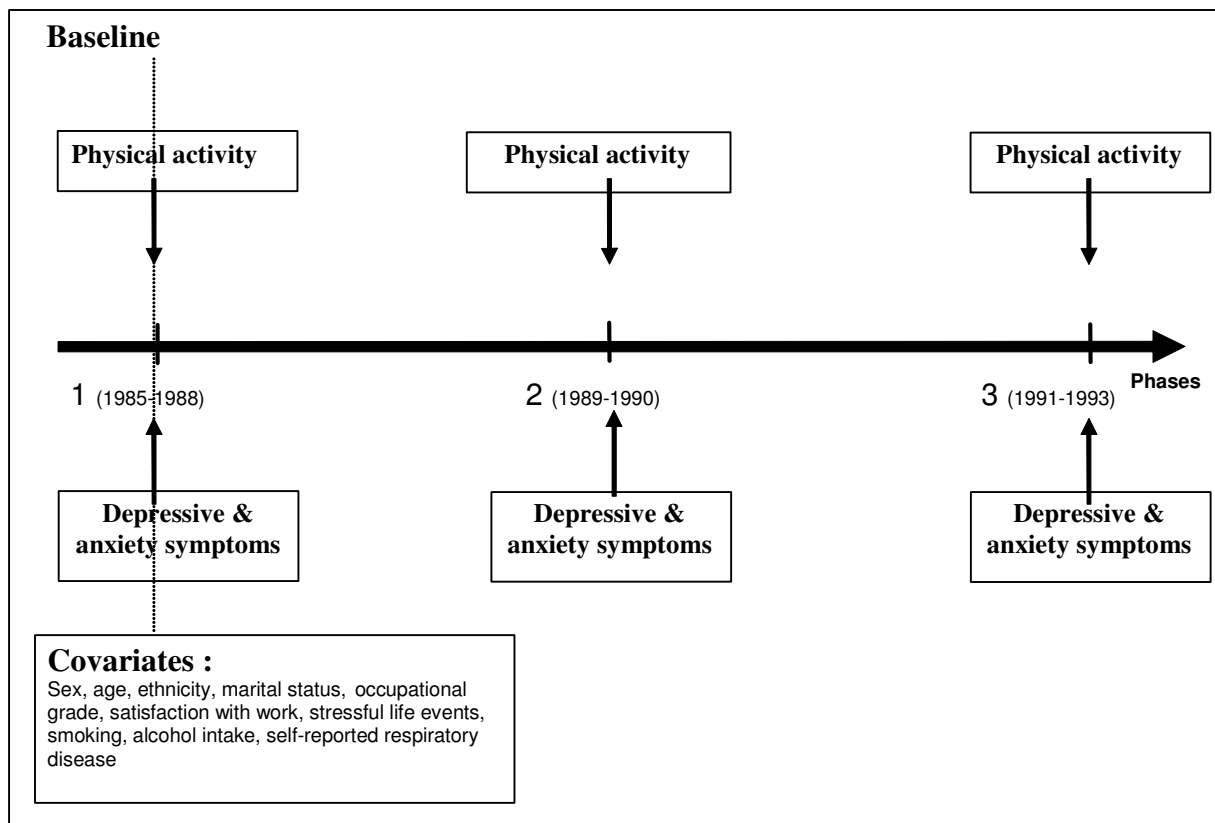 Baseline
Physical activity
Physical activity
Physical activity
1 (1985-1988)
2 (1989-1990)
3 (1991-1993)
Phases
Depressive &
anxiety symptoms
Depressive &
anxiety symptoms
Depressive &
anxiety symptoms
Covariates :
Sex, age, ethnicity, marital status, occupational
grade, satisfaction with work, stressful life events,
smoking, alcohol intake, self-reported respiratory
disease